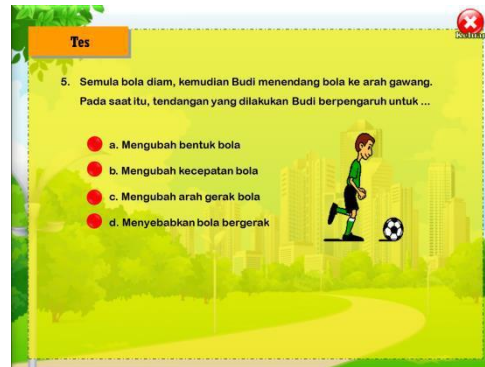 Keluar
Tes
5. Semula bola diam, kemudian Budi menendang bola ke arah gawang.
Pada saat itu, tendangan yang dilakukan Budi berpengaruh untuk ...
a. Mengubah bentuk bola
b. Mengubah kecepatan bola
c. Mengubah arah gerak bola
d. Menyebabkan bola bergerak